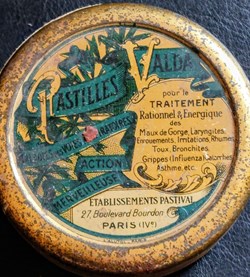 PASTILLES VALDA
pour le
TRAITEMENT
Rationnel & Energique
des
Maux de Gorge, Laryngites,
Enrouements, Irritations, Rhumes
Toux, Bronchites,
Grippes (Influenza) Catarrhes
Asthme, etc.
ACTION
MERVEILLEUSE
ETABLISSEMENTS PASTIVAL
27, Boulevard Bourdon
PARIS (IVe)